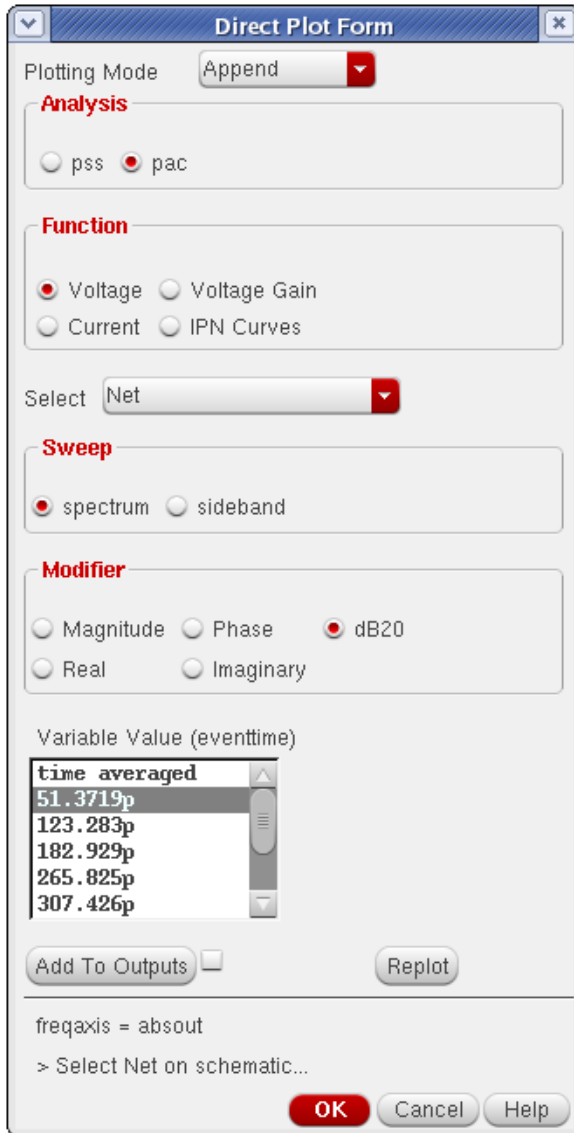 Direct Plot Form
Plotting Mode Append
Analysis
pss pac
Function
Voltage Voltage Gain
Current IPN Curves
Select Net
Sweep
spectrum sideband
Modifier
Magnitude Phase dB20
Real Imaginary
Variable Value (eventtime)
time averaged
51.3719p
123.283p
182.929p
265.825p
307.426p
Add To Outputs Replot
freqaxis = absout
> Select Net on schematic...
OK Cancel Help